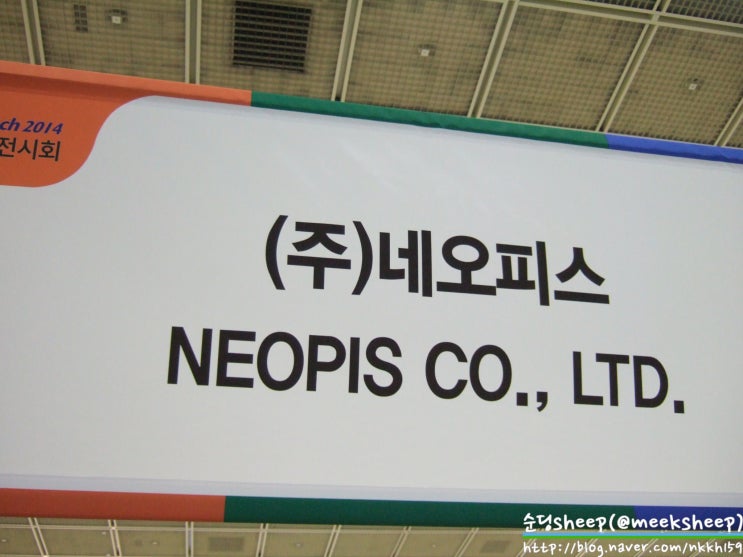 ch 2014
전시회
(주)네오피스
NEOPIS CO., LTD.
순덩sheep(@meeksheep)
http://blog.naver.com/nkkh159